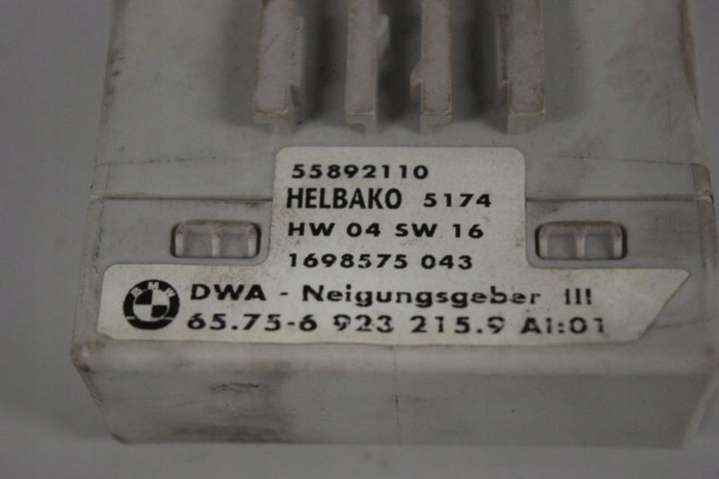 55892110
HELBAKO 5174
HW 04 SW 16
1698575 043
BMW DWA - Neigungsgeber III
65.75-6 923 215.9 AI:01